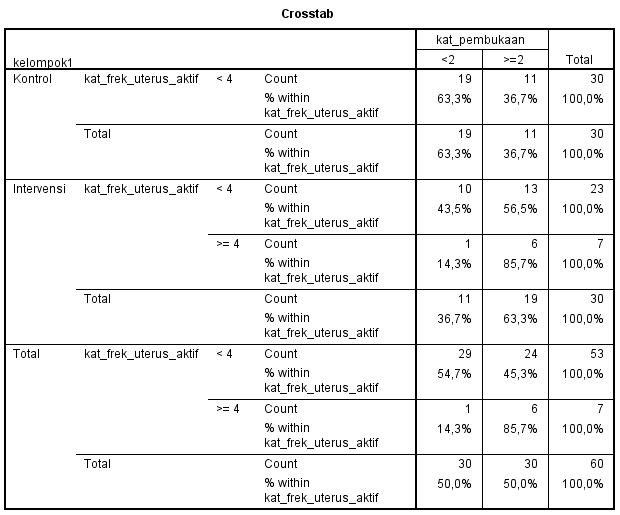 Crosstab
kat_pembukaan
kelompok1 <2 >=2 Total
Kontrol kat_frek_uterus_aktif < 4 Count 19 11 30
% within 63,3% 36,7% 100,0%
kat_frek_uterus_aktif
Total Count 19 11 30
% within 63,3% 36,7% 100,0%
kat_frek_uterus_aktif
Intervensi kat_frek_uterus_aktif < 4 Count 10 13 23
% within 43,5% 56,5% 100,0%
kat_frek_uterus_aktif
>= 4 Count 1 6 7
% within 14,3% 85,7% 100,0%
kat_frek_uterus_aktif
Total Count 11 19 30
% within 36,7% 63,3% 100,0%
kat_frek_uterus_aktif
Total kat_frek_uterus_aktif < 4 Count 29 24 53
% within 54,7% 45,3% 100,0%
kat_frek_uterus_aktif
>= 4 Count 1 6 7
% within 14,3% 85,7% 100,0%
kat_frek_uterus_aktif
Total Count 30 30 60
% within 50,0% 50,0% 100,0%
kat_frek_uterus_aktif